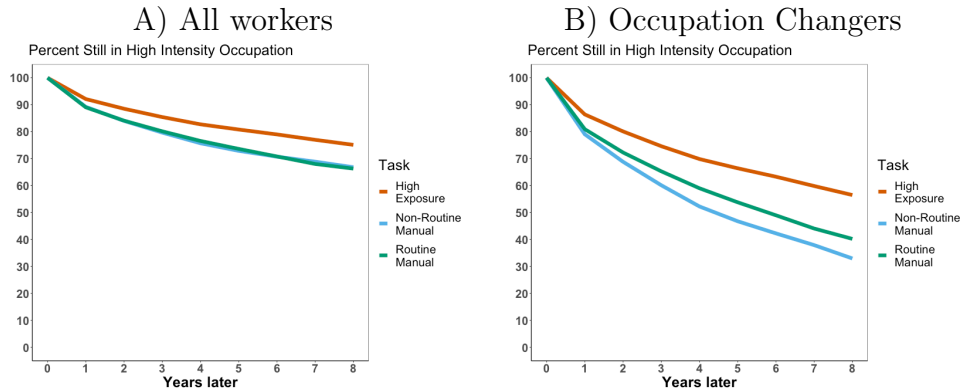 A) All workers
Percent Still in High Intensity Occupation
100
90
80
70
60
50
40
30
20
10
0
0 1 2 3 4 5 6 7 8
Years later
Task
High
Exposure
Non-Routine
Manual
Routine
Manual
B) Occupation Changers
Percent Still in High Intensity Occupation
100
90
80
70
60
50
40
30
20
10
0
0 1 2 3 4 5 6 7 8
Years later
Task
High
Exposure
Non-Routine
Manual
Routine
Manual